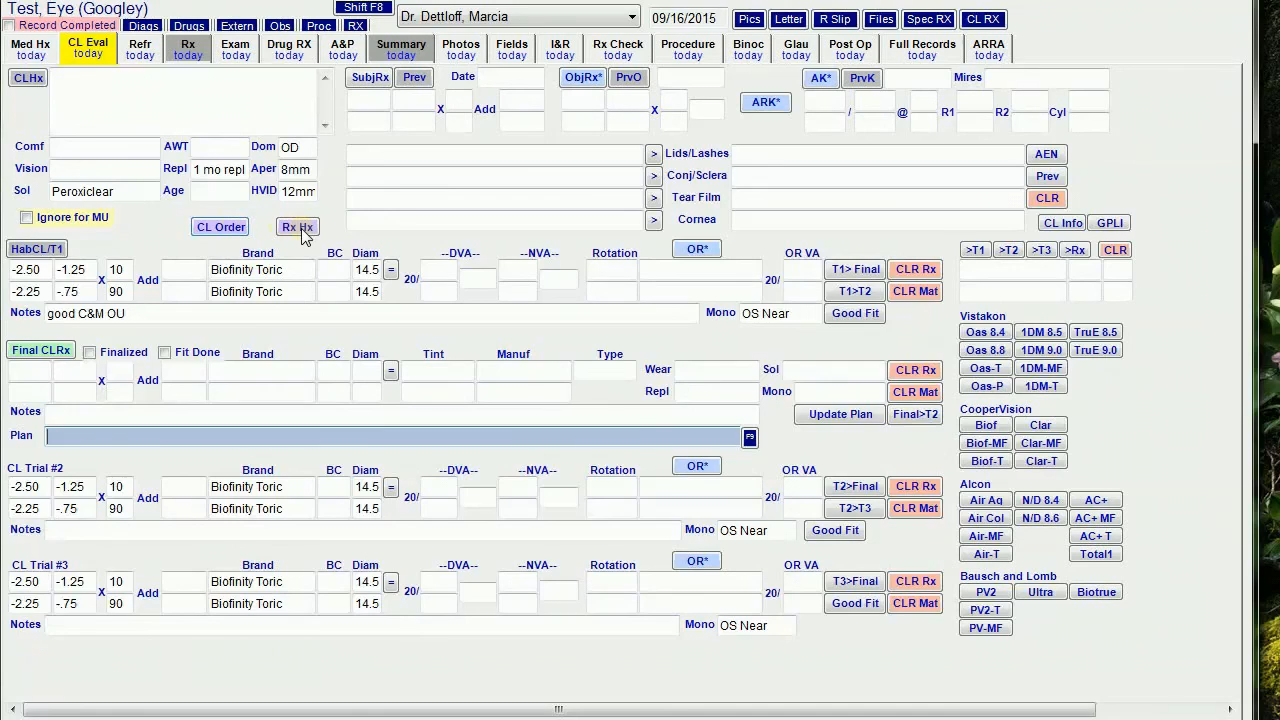 Test, Eye (Googley)
Shift F8
Dr. Dettloff, Marcia
09/16/2015
Pics Letter R Slip Files Spec RX CL RX
Record Completed Diags Drugs Extern Obs Proc RX
Med Hx today
CL Eval today
Refr today
Rx today
Exam today
Drug RX today
A&P today
Summary today
Photos today
Fields today
I&R today
Rx Check today
Procedure today
Binoc today
Glau today
Post Op today
Full Records today
ARRA today
CLHx SubjRx Prev Date ObjRx* PrvO AK* PrvK Mires
X Add X ARK* / @ R1 R2 Cyl
Comf AWT Dom OD > Lids/Lashes AEN
Vision Repl 1 mo repl Aper 8mm > Conj/Sclera Prev
Sol Peroxiclear Age HVID 12mm > Tear Film CLR
Ignore for MU CL Order Rx Hx > Cornea CL Info GPLI
HabCL/T1 Brand BC Diam --DVA-- --NVA-- Rotation OR* OR VA >T1 >T2 >T3 >Rx CLR
-2.50 -1.25 X 10 Add Biofinity Toric 14.5 = 20/ 20/ T1> Final CLR Rx
-2.25 -.75 90 Biofinity Toric 14.5 T1>T2 CLR Mat
Notes good C&M OU Mono OS Near Good Fit
Final CLRx Finalized Fit Done Brand BC Diam Tint Manuf Type
X Add = Wear Sol CLR Rx
Repl Mono CLR Mat
Notes Update Plan Final>T2
Plan F9
CL Trial #2 Brand BC Diam --DVA-- --NVA-- Rotation OR* OR VA
-2.50 -1.25 X 10 Add Biofinity Toric 14.5 = 20/ 20/ T2>Final CLR Rx
-2.25 -.75 90 Biofinity Toric 14.5 T2>T3 CLR Mat
Notes Mono OS Near Good Fit
CL Trial #3 Brand BC Diam --DVA-- --NVA-- Rotation OR* OR VA
-2.50 -1.25 X 10 Add Biofinity Toric 14.5 = 20/ 20/ T3>Final CLR Rx
-2.25 -.75 90 Biofinity Toric 14.5 Good Fit CLR Mat
Notes Mono OS Near
Vistakon
Oas 8.4 1DM 8.5 TruE 8.5
Oas 8.8 1DM 9.0 TruE 9.0
Oas-T 1DM-MF
Oas-P 1DM-T
CooperVision
Biof Clar
Biof-MF Clar-MF
Biof-T Clar-T
Alcon
Air Aq N/D 8.4 AC+
Air Col N/D 8.6 AC+ MF
Air-MF AC+ T
Air-T Total1
Bausch and Lomb
PV2 Ultra Biotrue
PV2-T
PV-MF